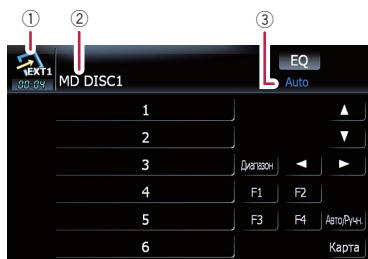 ① ② ③
EXT1
00:04
MD DISC1
EQ
Auto
1
2
3 Диапазон
4 F1 F2
5 F3 F4 Авто/Ручн.
6 Карта